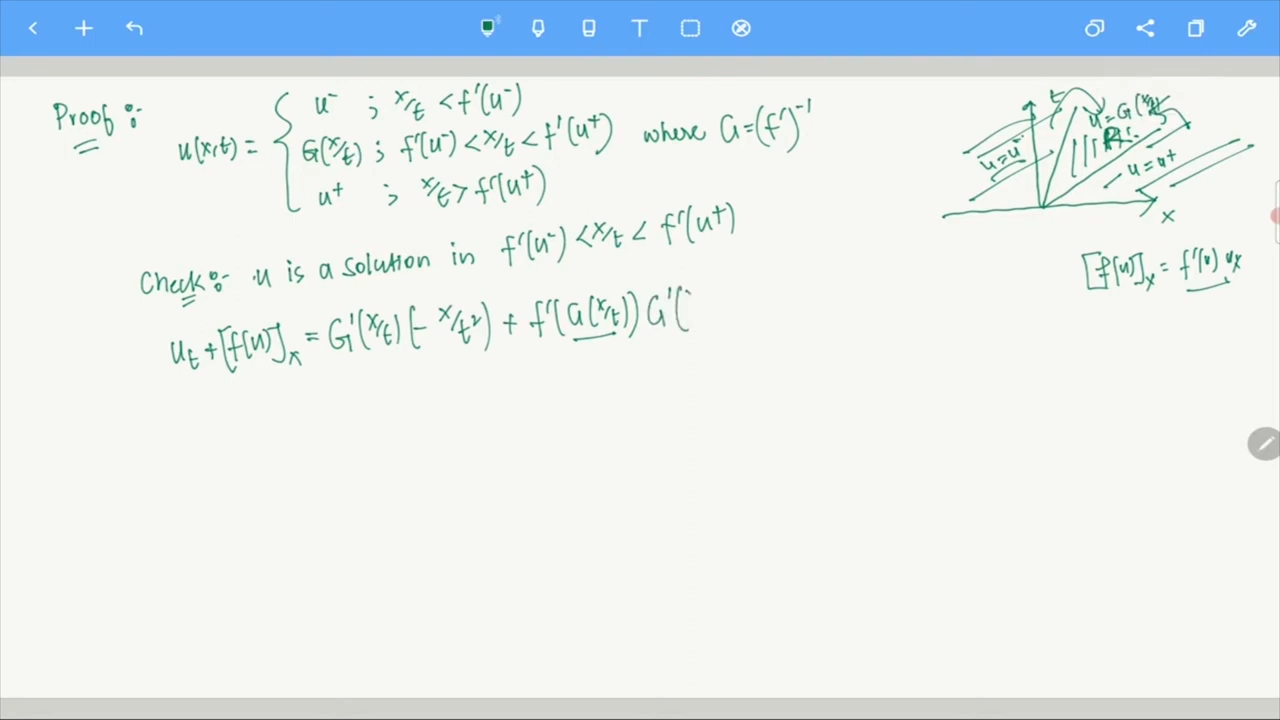 Proof :-
u(x,t) = { u⁻ ; x/t < f'(u⁻)
G(x/t) ; f'(u⁻) < x/t < f'(u⁺) where G = (f')⁻¹
u⁺ ; x/t > f'(u⁺)
Check :- u is a solution in f'(u⁻) < x/t < f'(u⁺)
u_t + [f(u)]_x = G'(x/t) (- x/t²) + f'(G(x/t)) G'(
t
u = G(x/t)
u = u⁻
u = u⁺
x
[f(u)]_x = f'(u) u_x